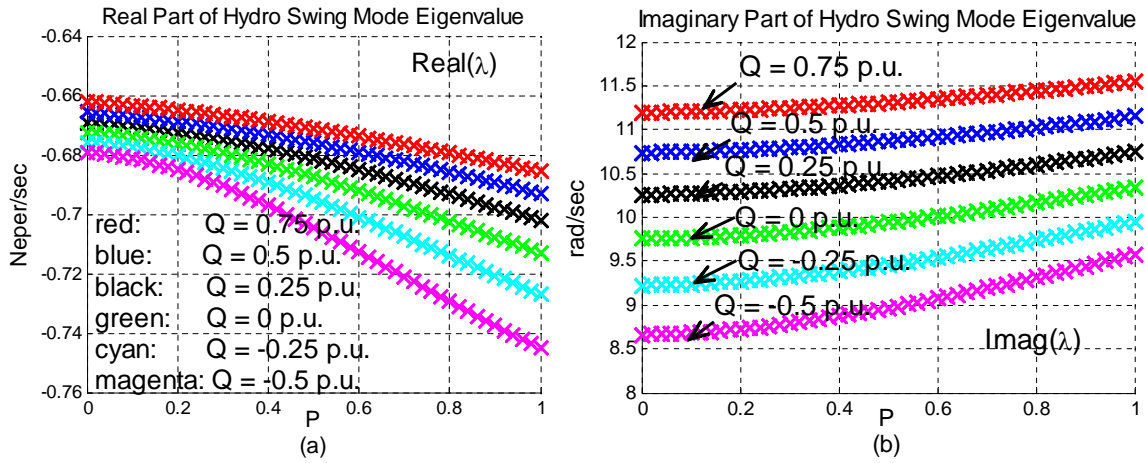 Real Part of Hydro Swing Mode Eigenvalue
-0.64
-0.66
-0.68
-0.7
-0.72
-0.74
-0.76
Neper/sec
Real(λ)
red: Q = 0.75 p.u.
blue: Q = 0.5 p.u.
black: Q = 0.25 p.u.
green: Q = 0 p.u.
cyan: Q = -0.25 p.u.
magenta: Q = -0.5 p.u.
0 0.2 0.4 0.6 0.8 1
P
(a)
Imaginary Part of Hydro Swing Mode Eigenvalue
12
11.5
11
10.5
10
9.5
9
8.5
8
rad/sec
Q = 0.75 p.u.
Q = 0.5 p.u.
Q = 0.25 p.u.
Q = 0 p.u.
Q = -0.25 p.u.
Q = -0.5 p.u.
Imag(λ)
0 0.2 0.4 0.6 0.8 1
P
(b)